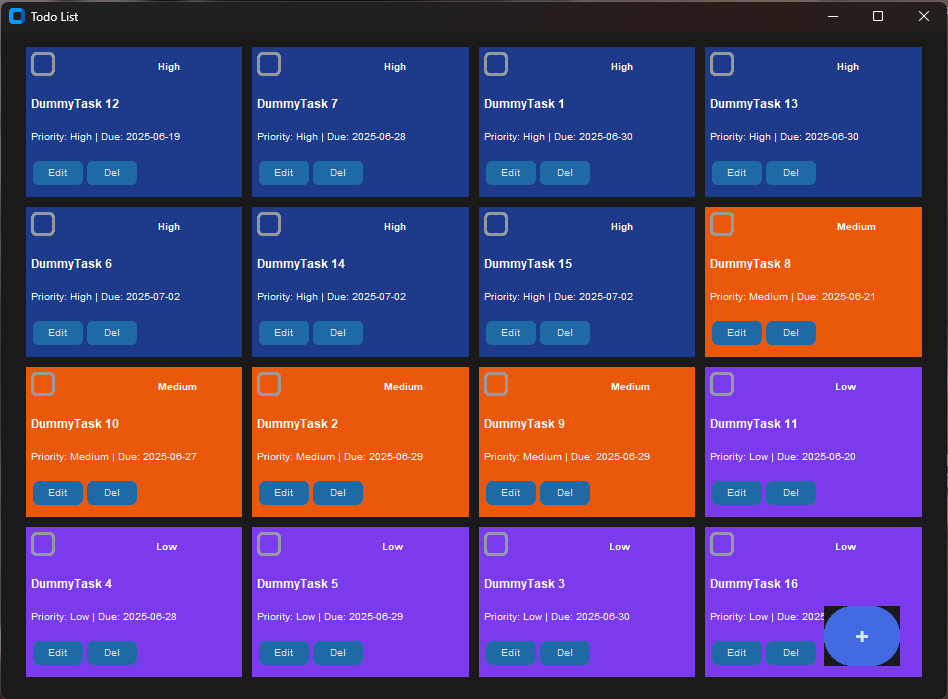 Todo List
High
DummyTask 12
Priority: High | Due: 2025-06-19
Edit Del
High
DummyTask 7
Priority: High | Due: 2025-06-28
Edit Del
High
DummyTask 1
Priority: High | Due: 2025-06-30
Edit Del
High
DummyTask 13
Priority: High | Due: 2025-06-30
Edit Del
High
DummyTask 6
Priority: High | Due: 2025-07-02
Edit Del
High
DummyTask 14
Priority: High | Due: 2025-07-02
Edit Del
High
DummyTask 15
Priority: High | Due: 2025-07-02
Edit Del
Medium
DummyTask 8
Priority: Medium | Due: 2025-06-21
Edit Del
Medium
DummyTask 10
Priority: Medium | Due: 2025-06-27
Edit Del
Medium
DummyTask 2
Priority: Medium | Due: 2025-06-29
Edit Del
Medium
DummyTask 9
Priority: Medium | Due: 2025-06-29
Edit Del
Low
DummyTask 11
Priority: Low | Due: 2025-06-20
Edit Del
Low
DummyTask 4
Priority: Low | Due: 2025-06-28
Edit Del
Low
DummyTask 5
Priority: Low | Due: 2025-06-29
Edit Del
Low
DummyTask 3
Priority: Low | Due: 2025-06-30
Edit Del
Low
DummyTask 16
Priority: Low | Due: 2025
Edit Del
+